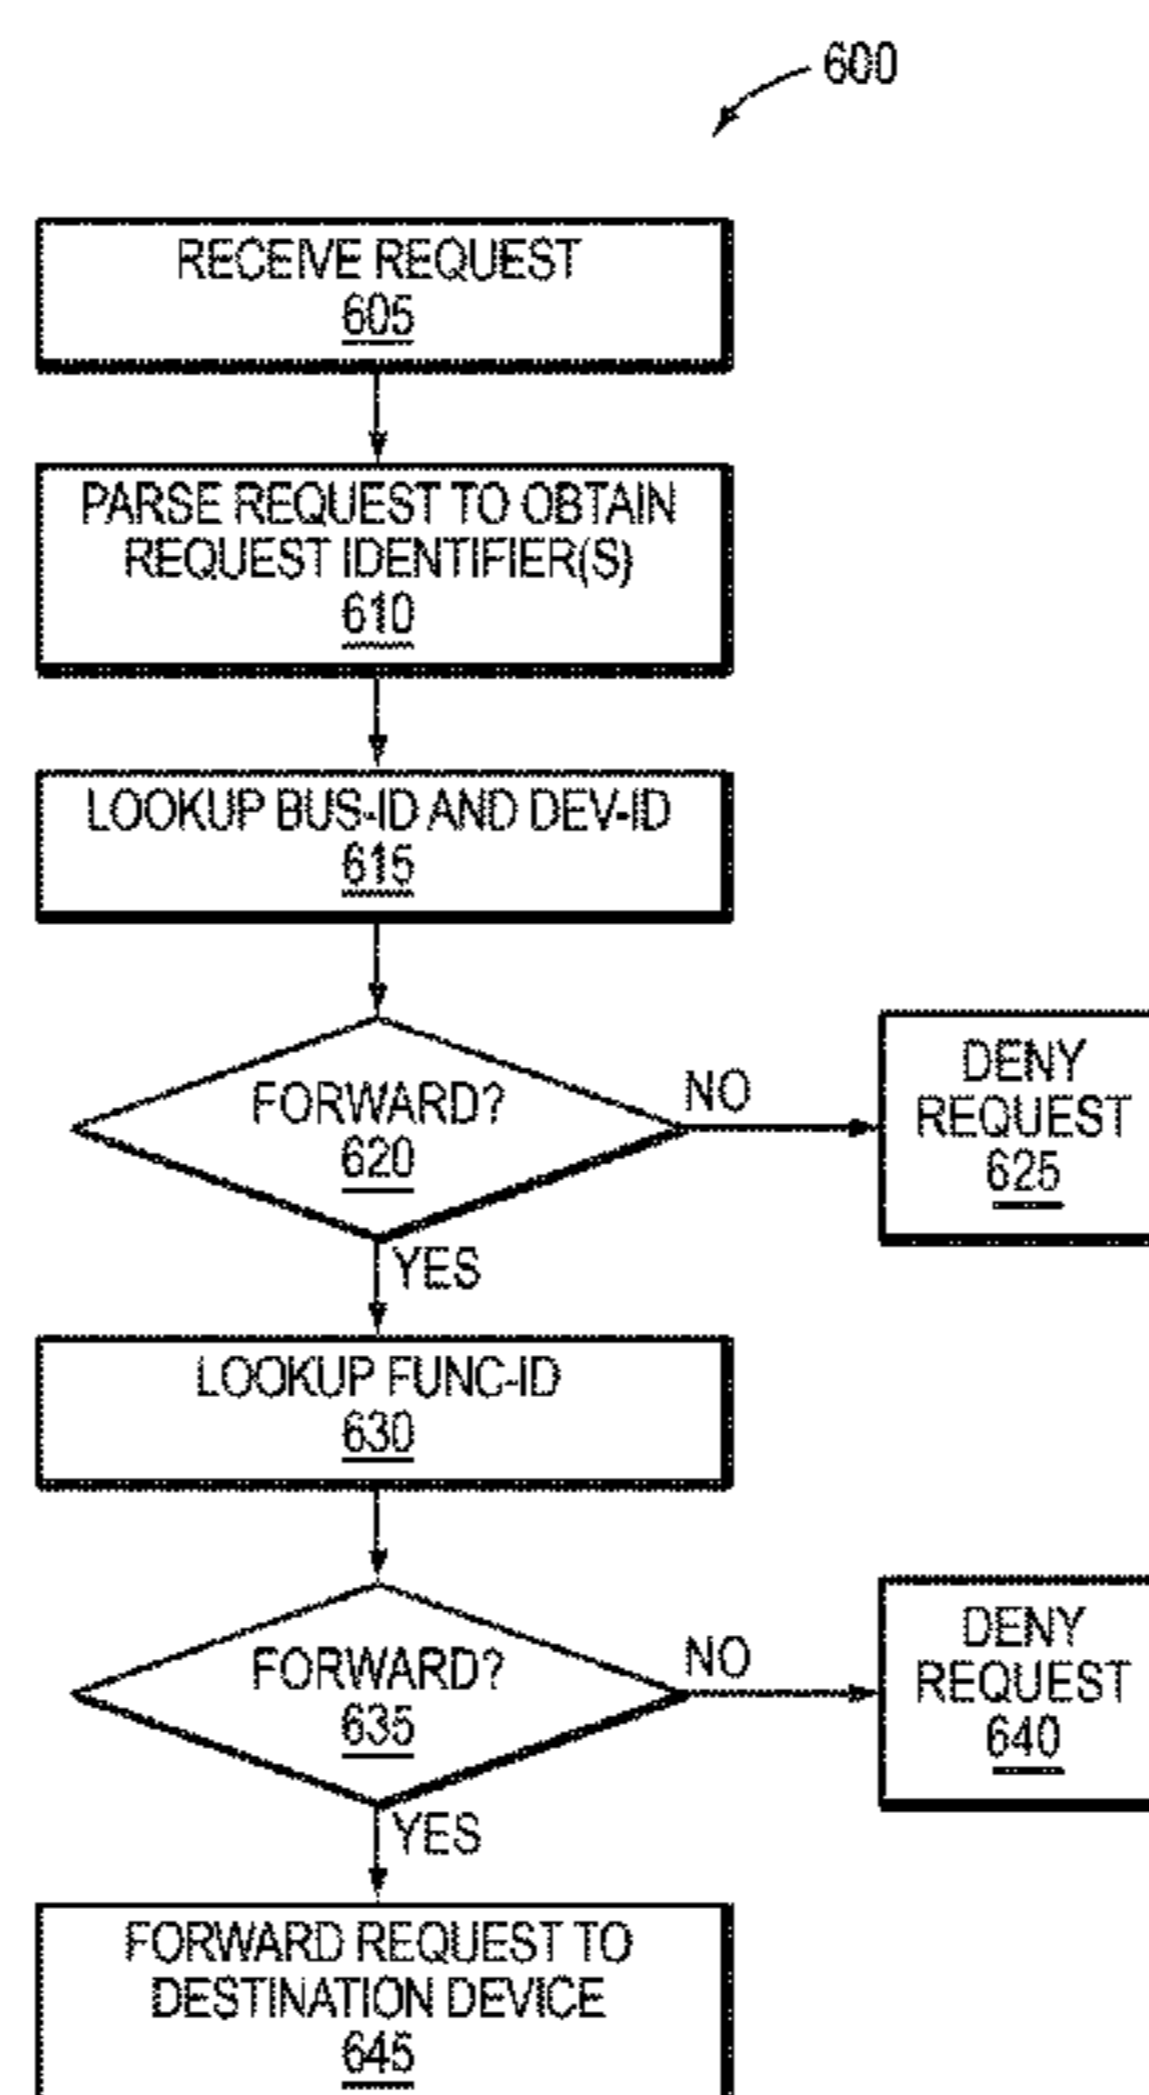 600
RECEIVE REQUEST
605
PARSE REQUEST TO OBTAIN
REQUEST IDENTIFIER(S)
610
LOOKUP BUS-ID AND DEV-ID
615
FORWARD?
620
NO
DENY
REQUEST
625
YES
LOOKUP FUNC-ID
630
FORWARD?
635
NO
DENY
REQUEST
640
YES
FORWARD REQUEST TO
DESTINATION DEVICE
645